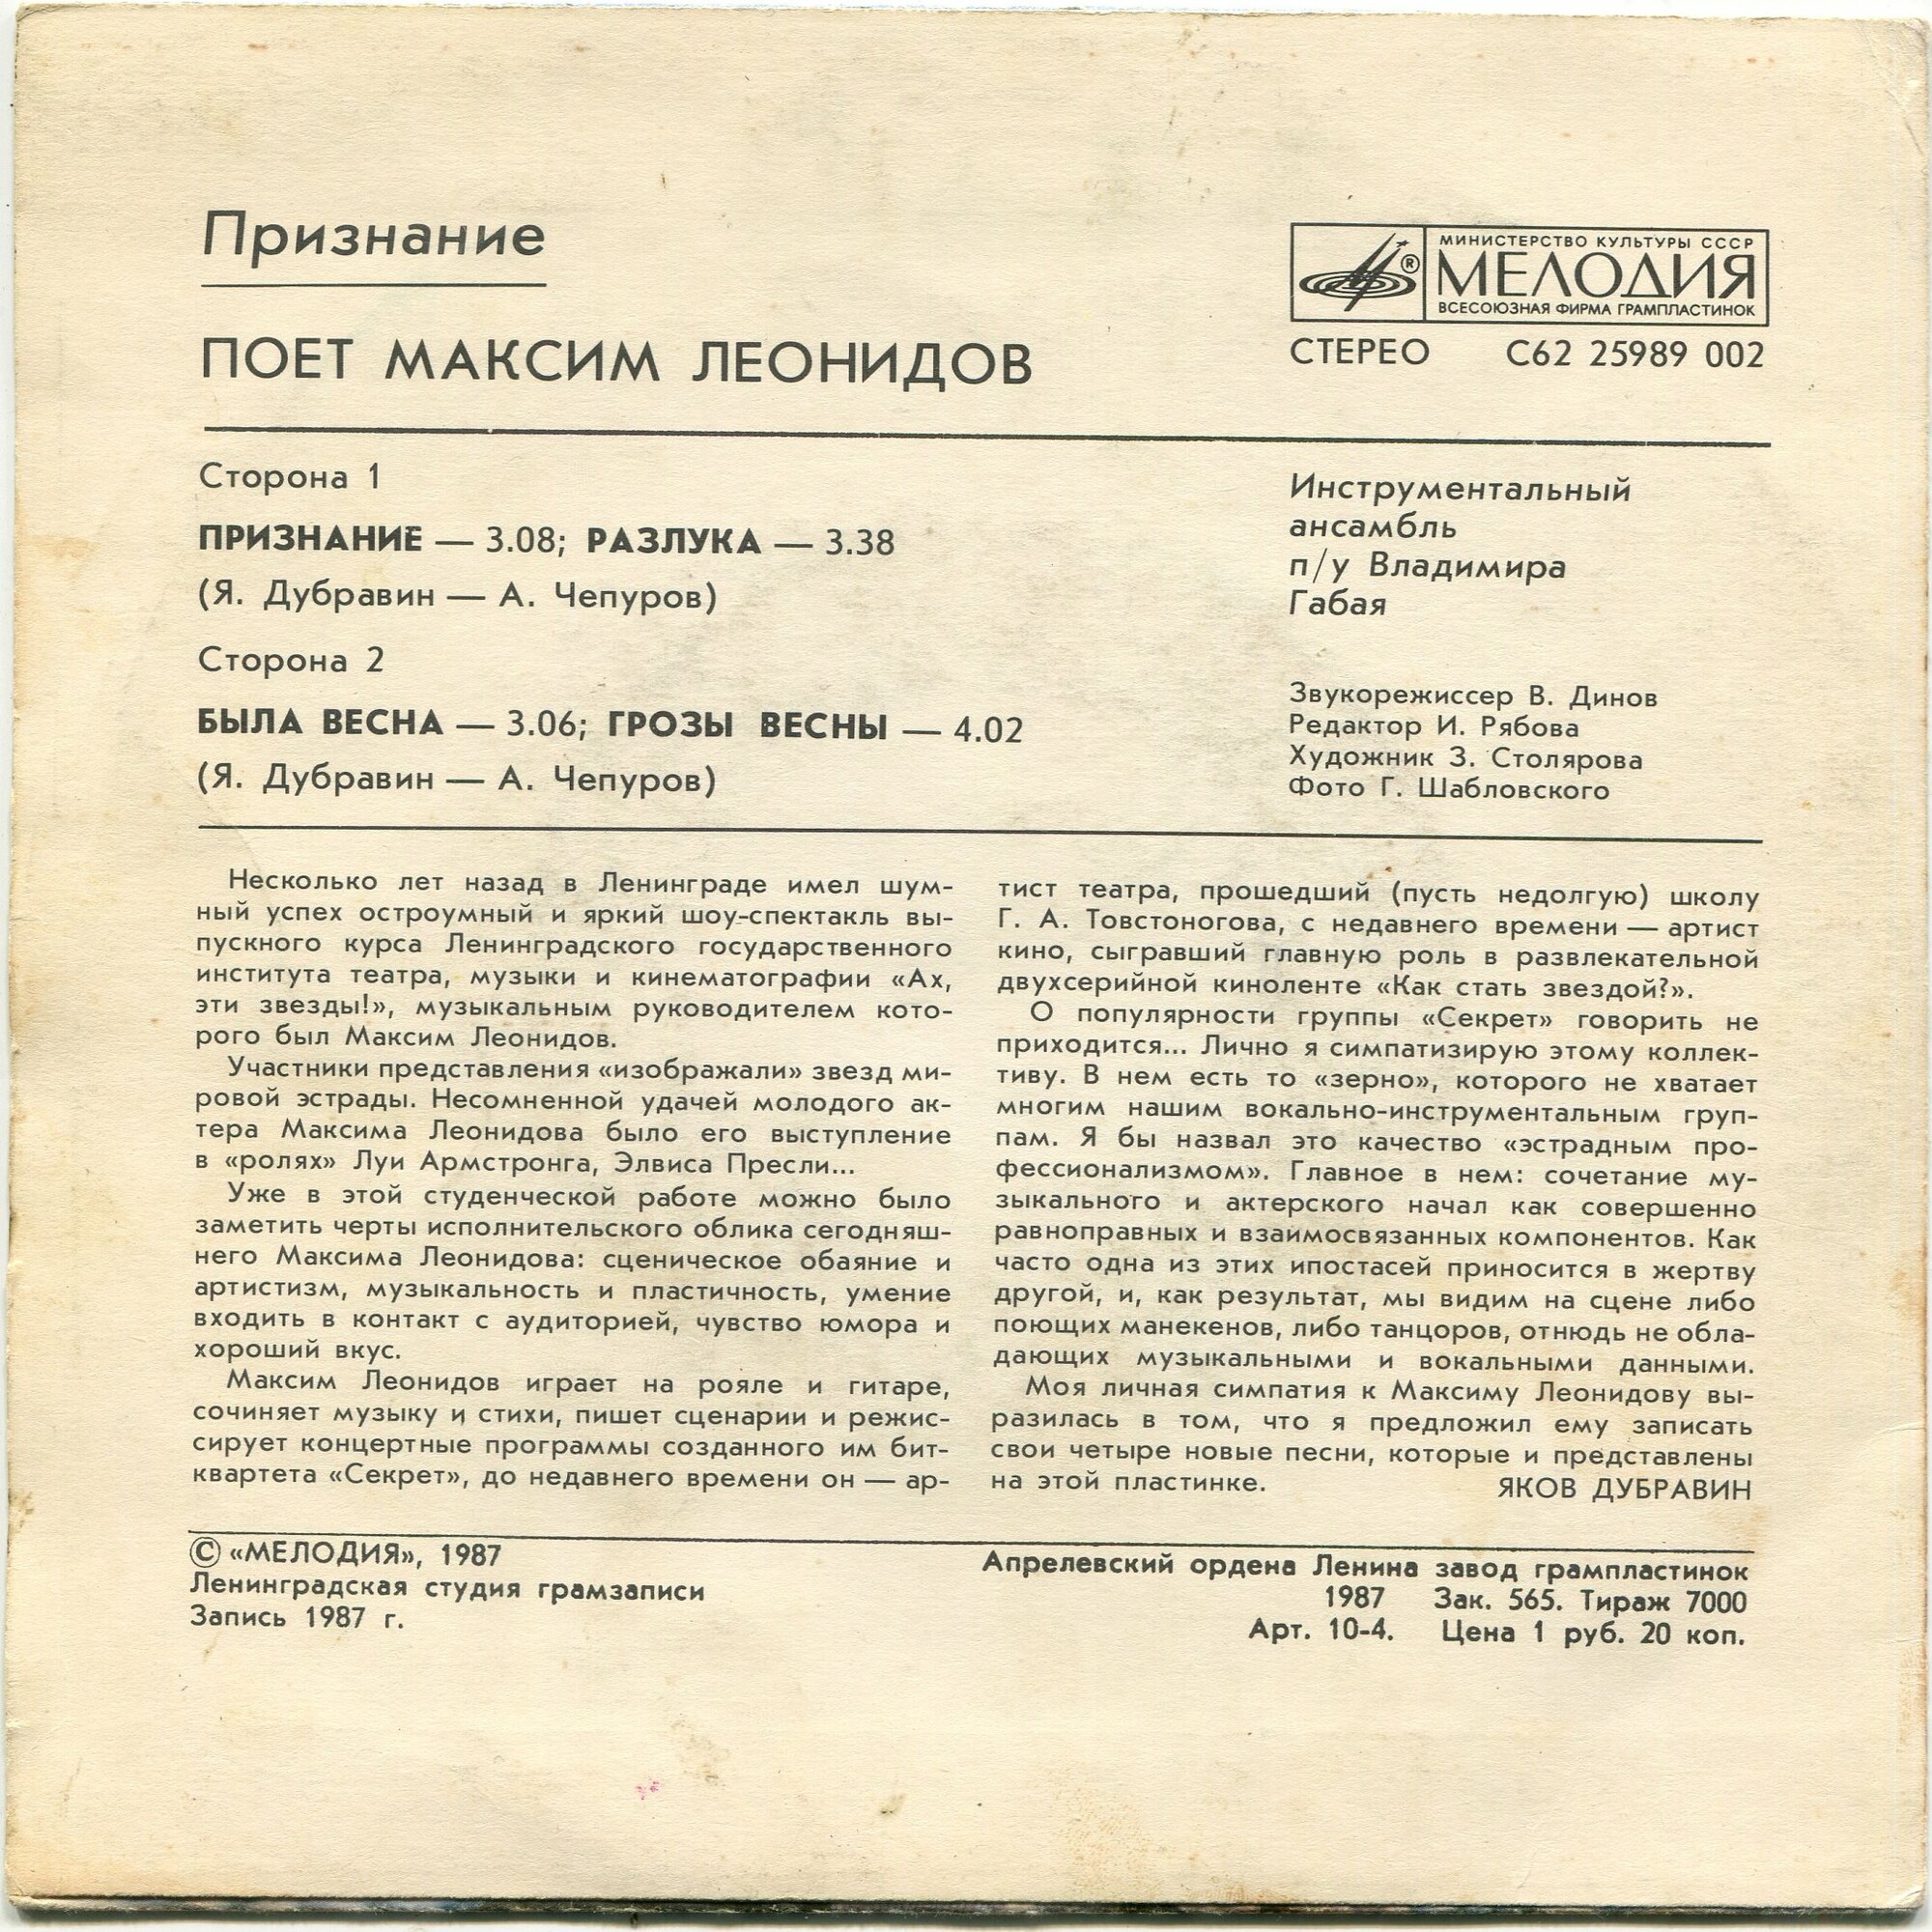 Признание
ПОЕТ МАКСИМ ЛЕОНИДОВ
МИНИСТЕРСТВО КУЛЬТУРЫ СССР
МЕЛОДИЯ
®
ВСЕСОЮЗНАЯ ФИРМА ГРАМПЛАСТИНОК
СТЕРЕО С62 25989 002
Сторона 1
ПРИЗНАНИЕ — 3.08; РАЗЛУКА — 3.38
(Я. Дубравин — А. Чепуров)
Сторона 2
БЫЛА ВЕСНА — 3.06; ГРОЗЫ ВЕСНЫ — 4.02
(Я. Дубравин — А. Чепуров)
Инструментальный
ансамбль
п/у Владимира
Габая
Звукорежиссер В. Динов
Редактор И. Рябова
Художник З. Столярова
Фото Г. Шабловского
Несколько лет назад в Ленинграде имел шум-
ный успех остроумный и яркий шоу-спектакль вы-
пускного курса Ленинградского государственного
института театра, музыки и кинематографии «Ах,
эти звезды!», музыкальным руководителем кото-
рого был Максим Леонидов.
Участники представления «изображали» звезд ми-
ровой эстрады. Несомненной удачей молодого ак-
тера Максима Леонидова было его выступление
в «ролях» Луи Армстронга, Элвиса Пресли...
Уже в этой студенческой работе можно было
заметить черты исполнительского облика сегодняш-
него Максима Леонидова: сценическое обаяние и
артистизм, музыкальность и пластичность, умение
входить в контакт с аудиторией, чувство юмора и
хороший вкус.
Максим Леонидов играет на рояле и гитаре,
сочиняет музыку и стихи, пишет сценарии и режис-
сирует концертные программы созданного им бит-
квартета «Секрет», до недавнего времени он — ар-
тист театра, прошедший (пусть недолгую) школу
Г. А. Товстоногова, с недавнего времени — артист
кино, сыгравший главную роль в развлекательной
двухсерийной киноленте «Как стать звездой?».
О популярности группы «Секрет» говорить не
приходится... Лично я симпатизирую этому коллек-
тиву. В нем есть то «зерно», которого не хватает
многим нашим вокально-инструментальным груп-
пам. Я бы назвал это качество «эстрадным про-
фессионализмом». Главное в нем: сочетание му-
зыкального и актерского начал как совершенно
равноправных и взаимосвязанных компонентов. Как
часто одна из этих ипостасей приносится в жертву
другой, и, как результат, мы видим на сцене либо
поющих манекенов, либо танцоров, отнюдь не обла-
дающих музыкальными и вокальными данными.
Моя личная симпатия к Максиму Леонидову вы-
разилась в том, что я предложил ему записать
свои четыре новые песни, которые и представлены
на этой пластинке. ЯКОВ ДУБРАВИН
© «МЕЛОДИЯ», 1987
Ленинградская студия грамзаписи
Запись 1987 г.
Апрелевский ордена Ленина завод грампластинок
1987 Зак. 565. Тираж 7000
Арт. 10-4. Цена 1 руб. 20 коп.